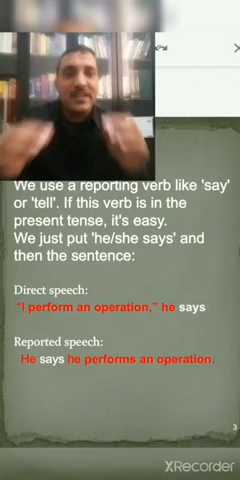 We use a reporting verb like 'say'
or 'tell'. If this verb is in the
present tense, it's easy.
We just put 'he/she says' and
then the sentence:
Direct speech:
"I perform an operation," he says
Reported speech:
He says he performs an operation.
3
XRecorder